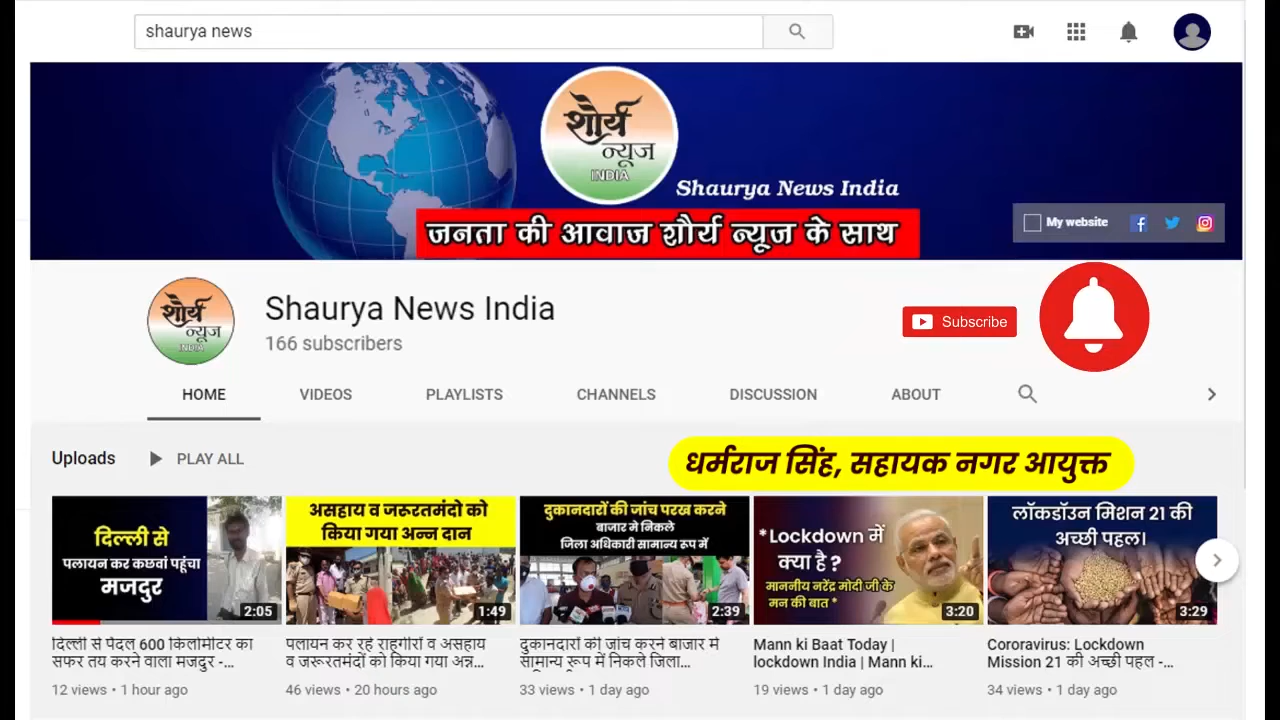 shaurya news
शौर्य
न्यूज
INDIA
Shaurya News India
जनता की आवाज शौर्य न्यूज के साथ
My website
शौर्य
न्यूज
INDIA
Shaurya News India
166 subscribers
Subscribe
HOME VIDEOS PLAYLISTS CHANNELS DISCUSSION ABOUT
Uploads PLAY ALL
धर्मराज सिंह, सहायक नगर आयुक्त
दिल्ली से
पलायन कर कछवां पहूंचा
मजदुर
2:05
असहाय व जरूरतमंदो को
किया गया अन्न दान
1:49
दुकानदारों की जांच परख करने
बाजार मे निकले
जिला अधिकारी सामान्य रूप में
2:39
*Lockdown में
क्या है ?
माननीय नरेंद्र मोदी जी के
मन की बात *
3:20
लॉकडॉउन मिशन 21 की
अच्छी पहल।
3:29
दिल्ली से पैदल 600 किलोमीटर का
सफर तय करने वाला मजदुर -...
12 views • 1 hour ago
पलायन कर रहे राहगीरों व असहाय
व जरूरतमंदों को किया गया अन्न...
46 views • 20 hours ago
दुकानदारों की जांच करने बाजार में
सामान्य रूप में निकले जिला...
33 views • 1 day ago
Mann ki Baat Today |
lockdown India | Mann ki...
19 views • 1 day ago
Cororavirus: Lockdown
Mission 21 की अच्छी पहल -...
34 views • 1 day ago